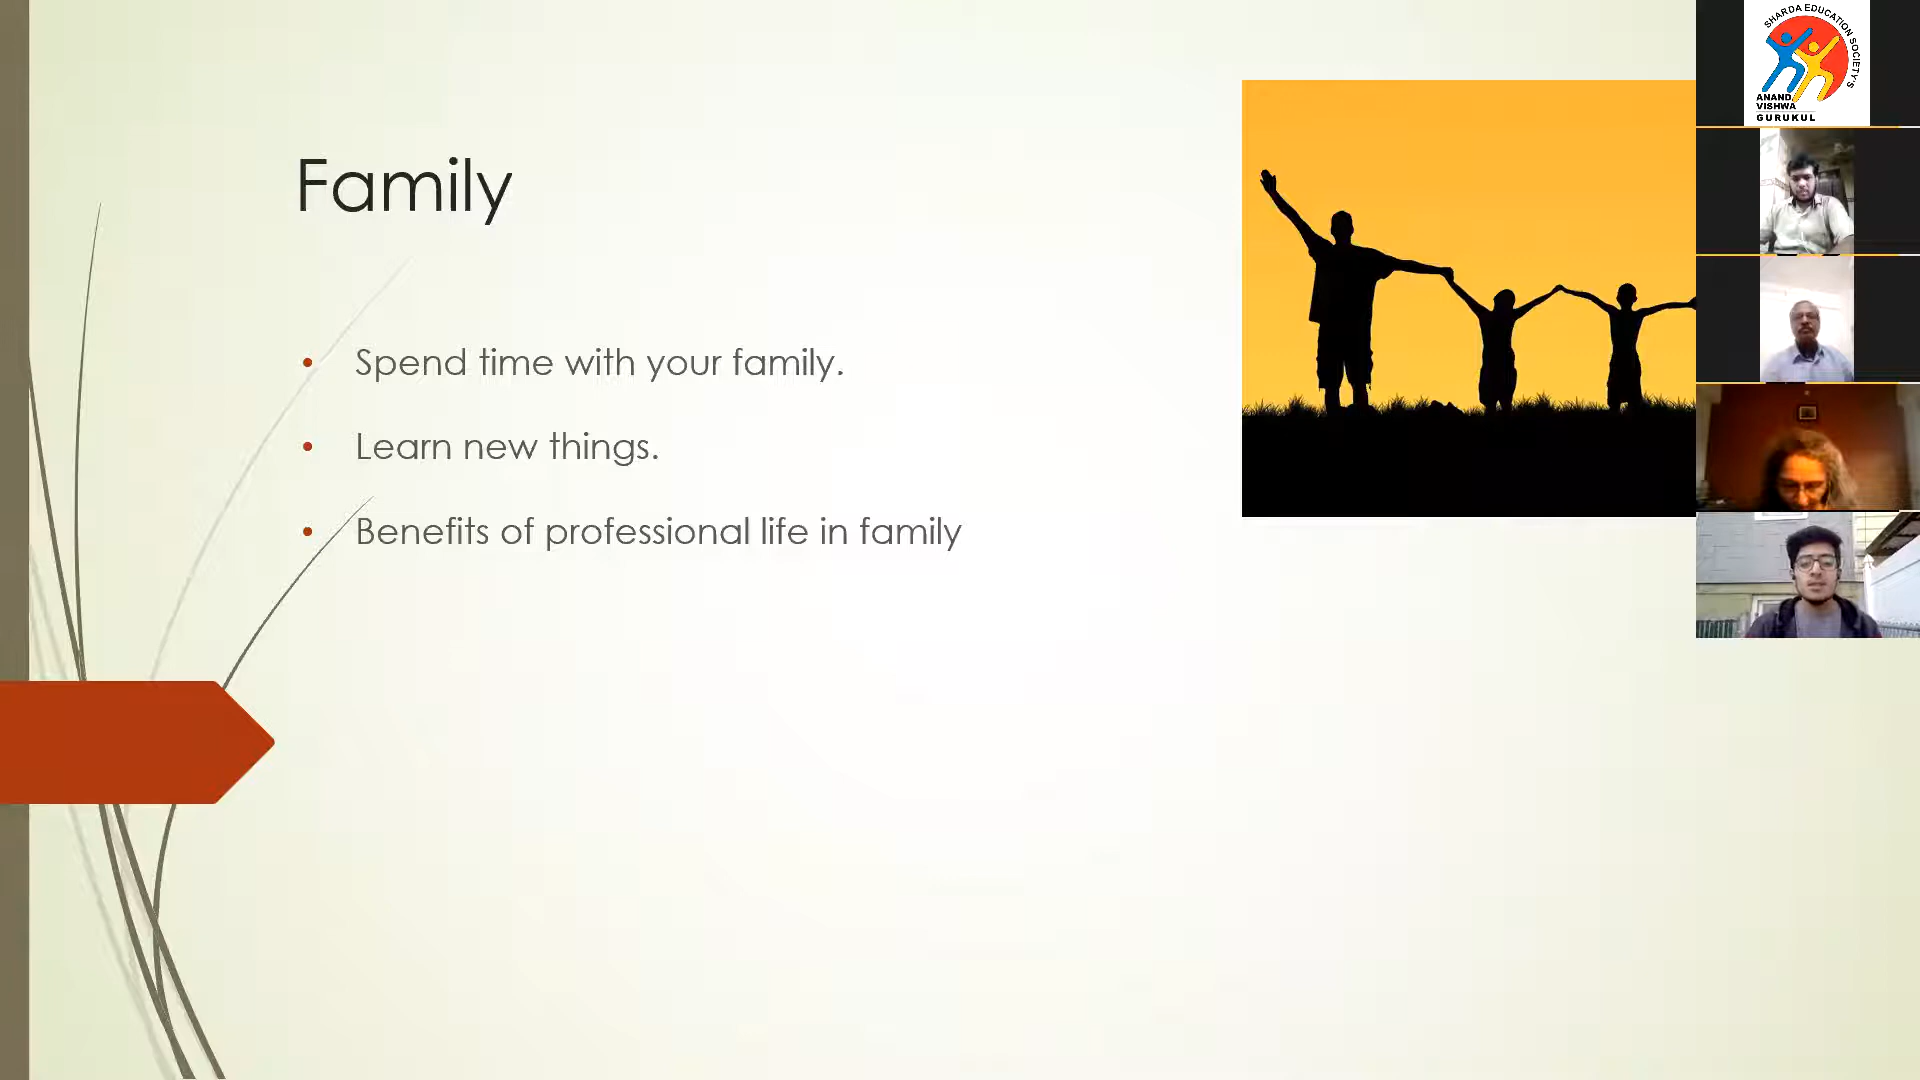 Family
• Spend time with your family.
• Learn new things.
• Benefits of professional life in family
SHARDA EDUCATION SOCIETY'S
ANAND
VISHWA
GURUKUL